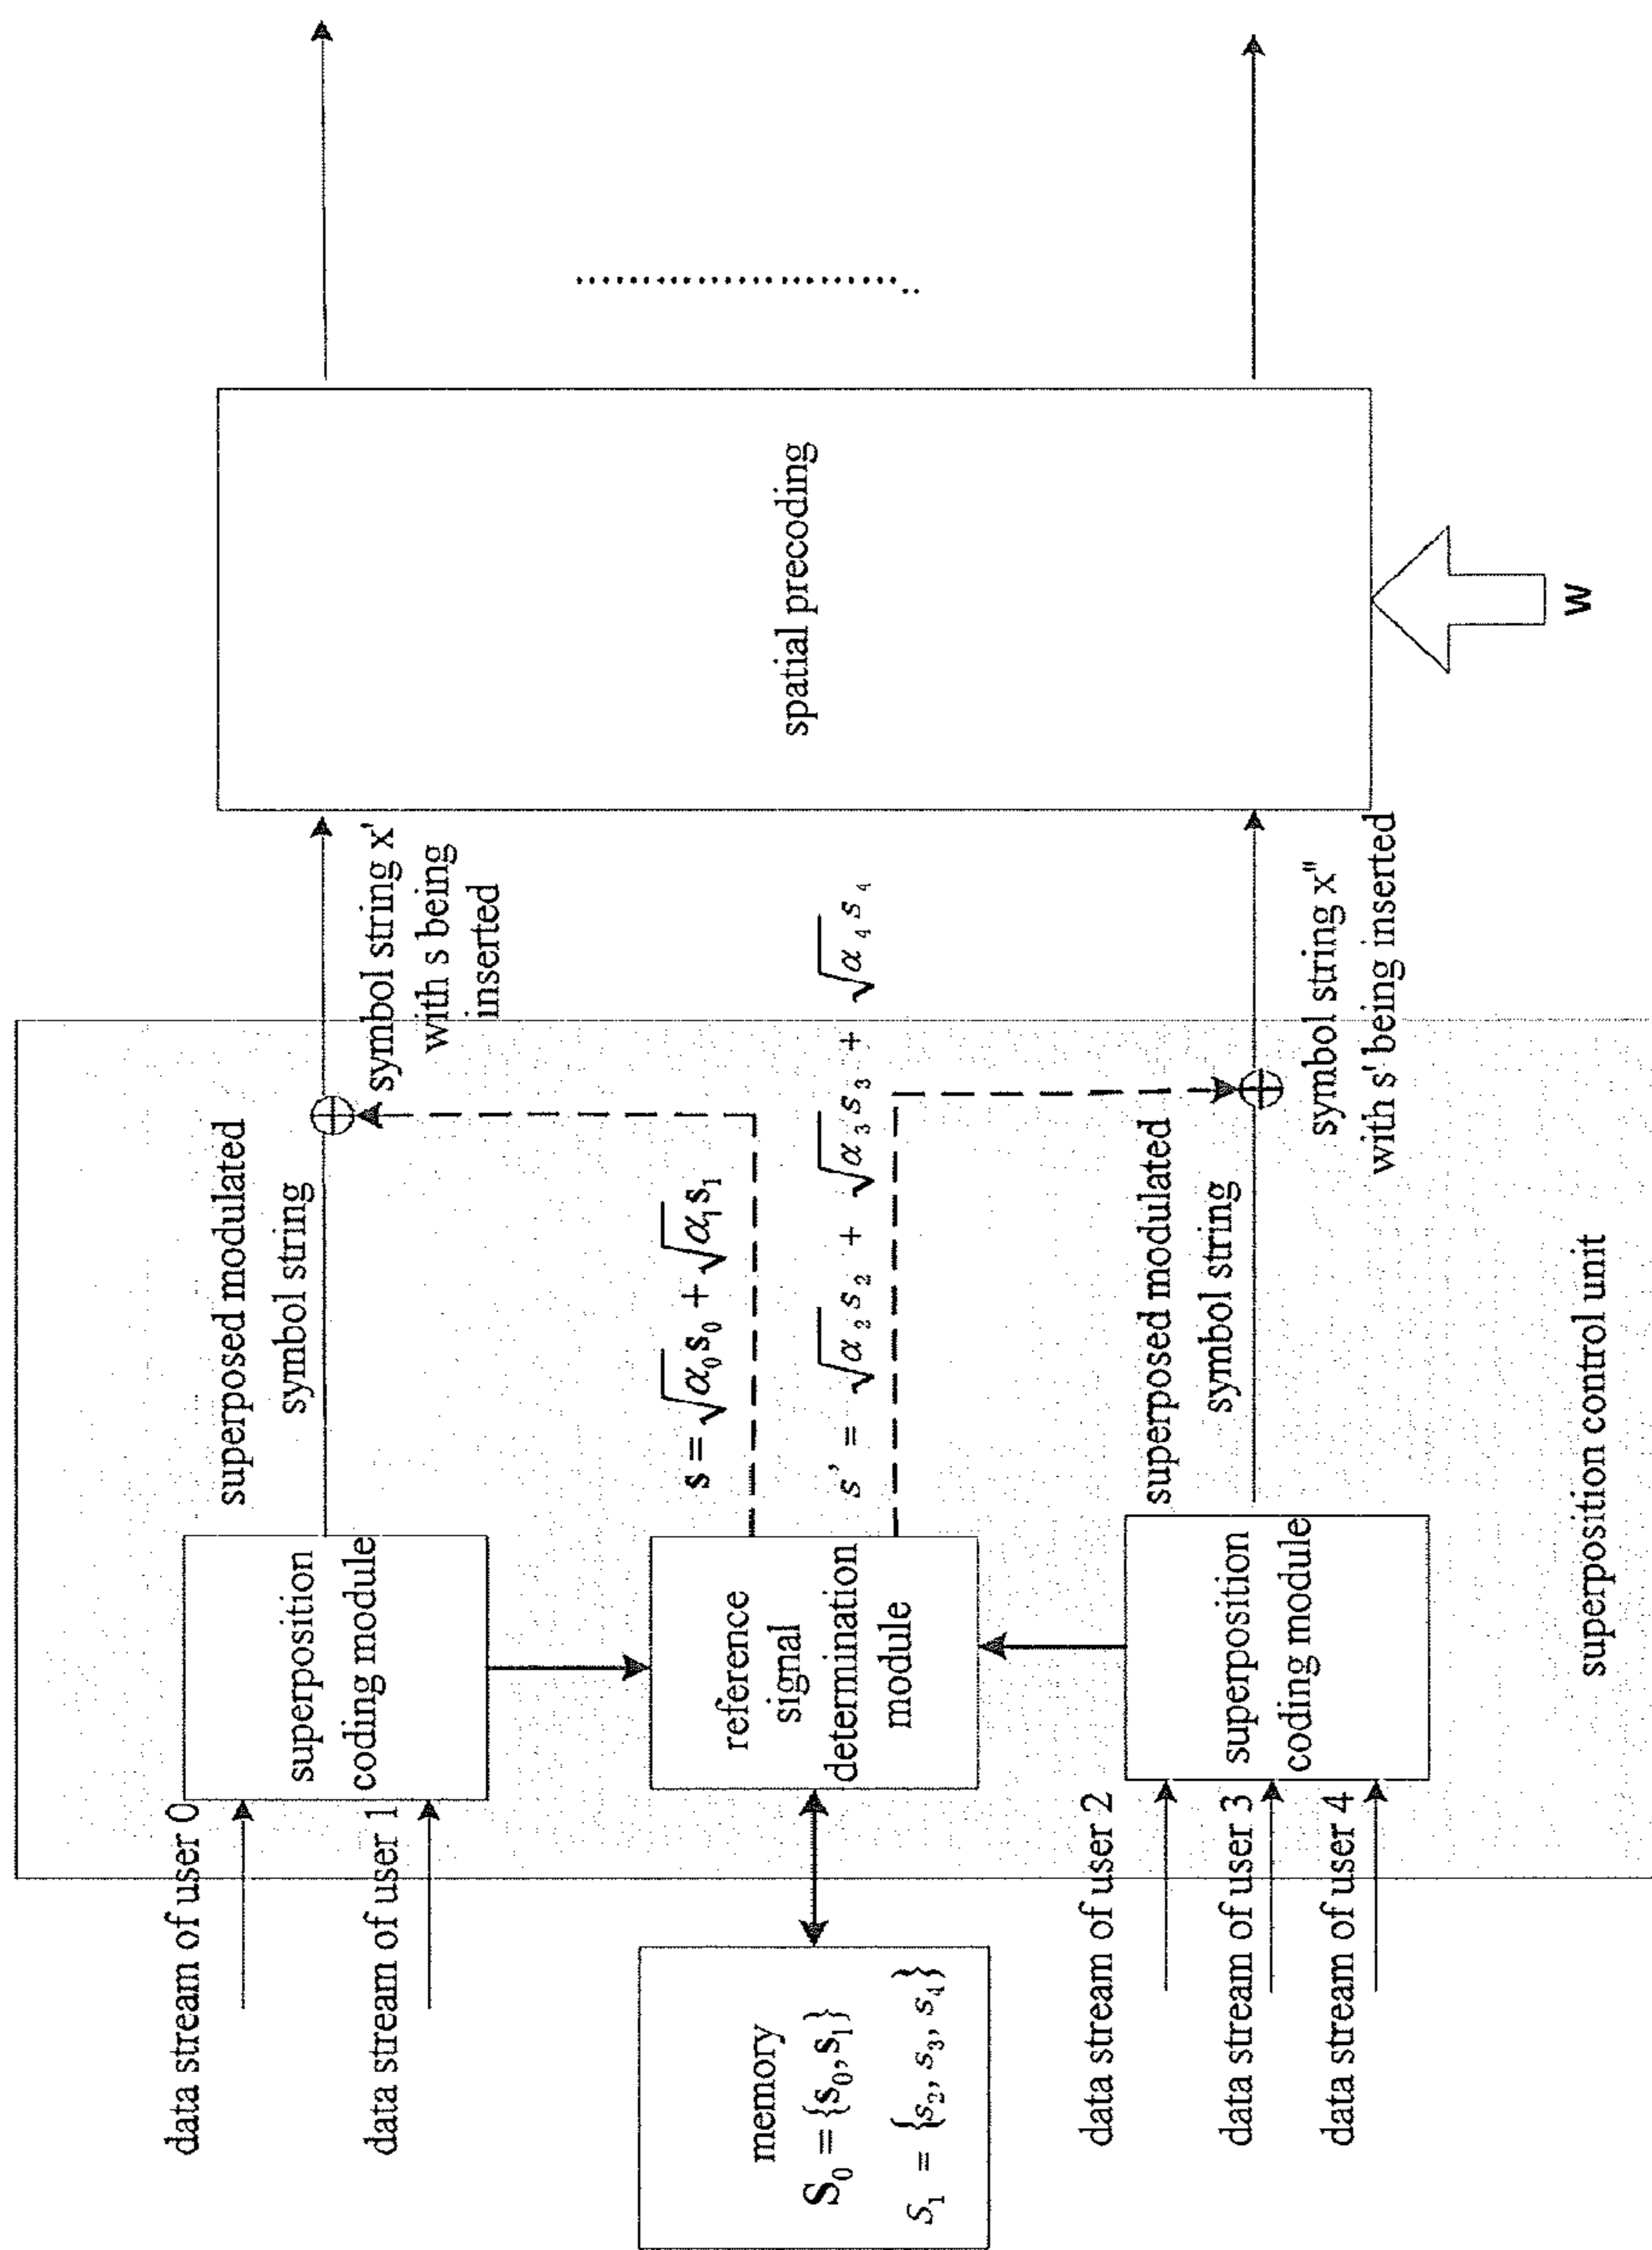 data stream of user 0
data stream of user 1
memory
S₀ = {s₀, s₁}
S₁ = {s₂, s₃, s₄}
data stream of user 2
data stream of user 3
data stream of user 4
superposition
coding module
reference
signal
determination
module
superposition
coding module
superposed modulated
symbol string
s = √α₀ s₀ + √α₁ s₁
s' = √α₂ s₂ + √α₃ s₃ + √α₄ s₄
superposed modulated
symbol string
superposition control unit
symbol string x'
with s being
inserted
symbol string x"
with s' being inserted
spatial precoding
W